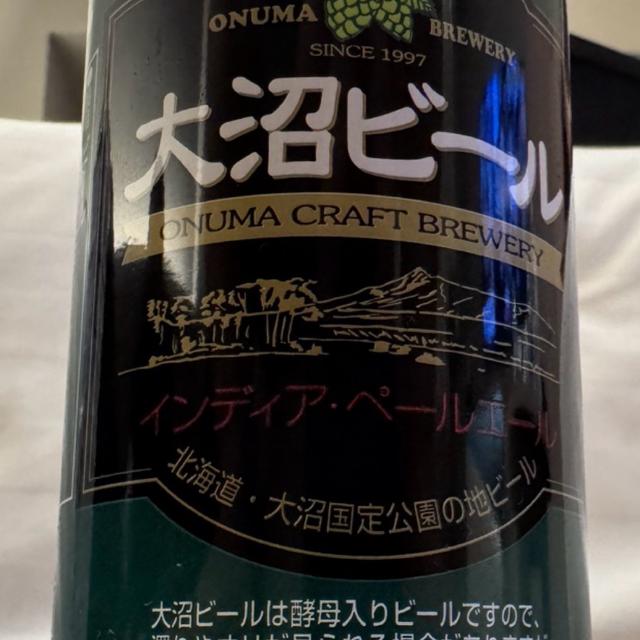 ONUMA BREWERY
SINCE 1997
大沼ビール
ONUMA CRAFT BREWERY
インディア・ペールエール
北海道・大沼国定公園の地ビール
大沼ビールは酵母入りビールですので、